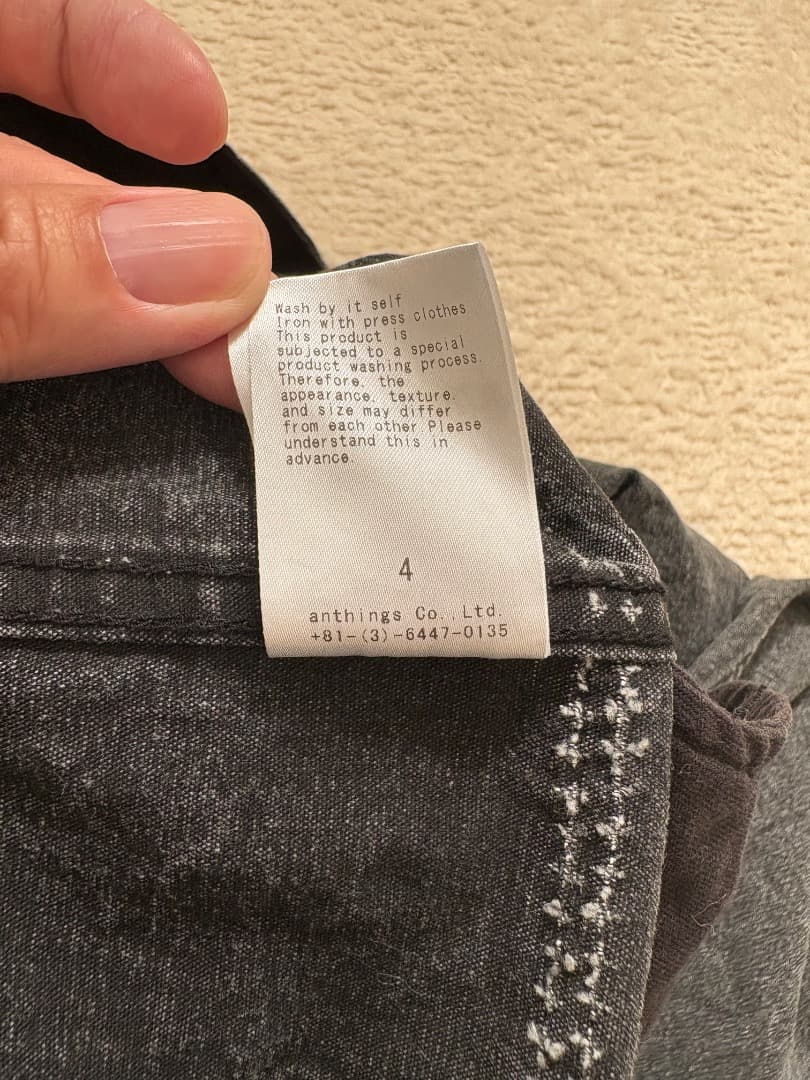 Wash by it self
Iron with press clothes
This product is
subjected to a special
product washing process.
Therefore, the
appearance, texture,
and size may differ
from each other Please
understand this in
advance.
4
anthings Co.,Ltd.
+81-(3)-6447-0135